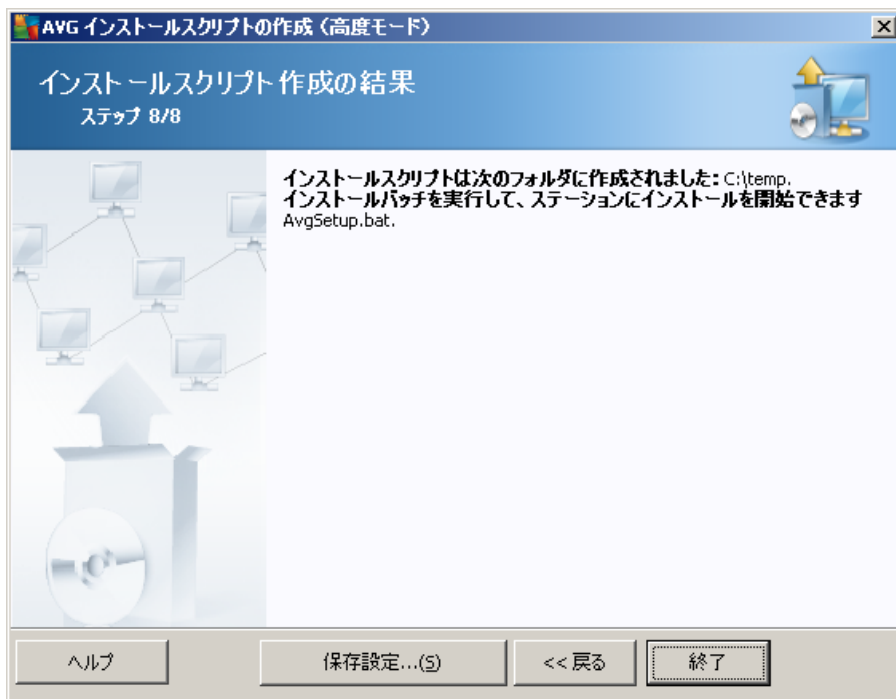 AVG インストールスクリプトの作成 (高度モード)
インストールスクリプト作成の結果
ステップ 8/8
インストールスクリプトは次のフォルダに作成されました: C:\temp.
インストールバッチを実行して、ステーションにインストールを開始できます
AvgSetup.bat.
ヘルプ
保存設定...(S)
<< 戻る
終了